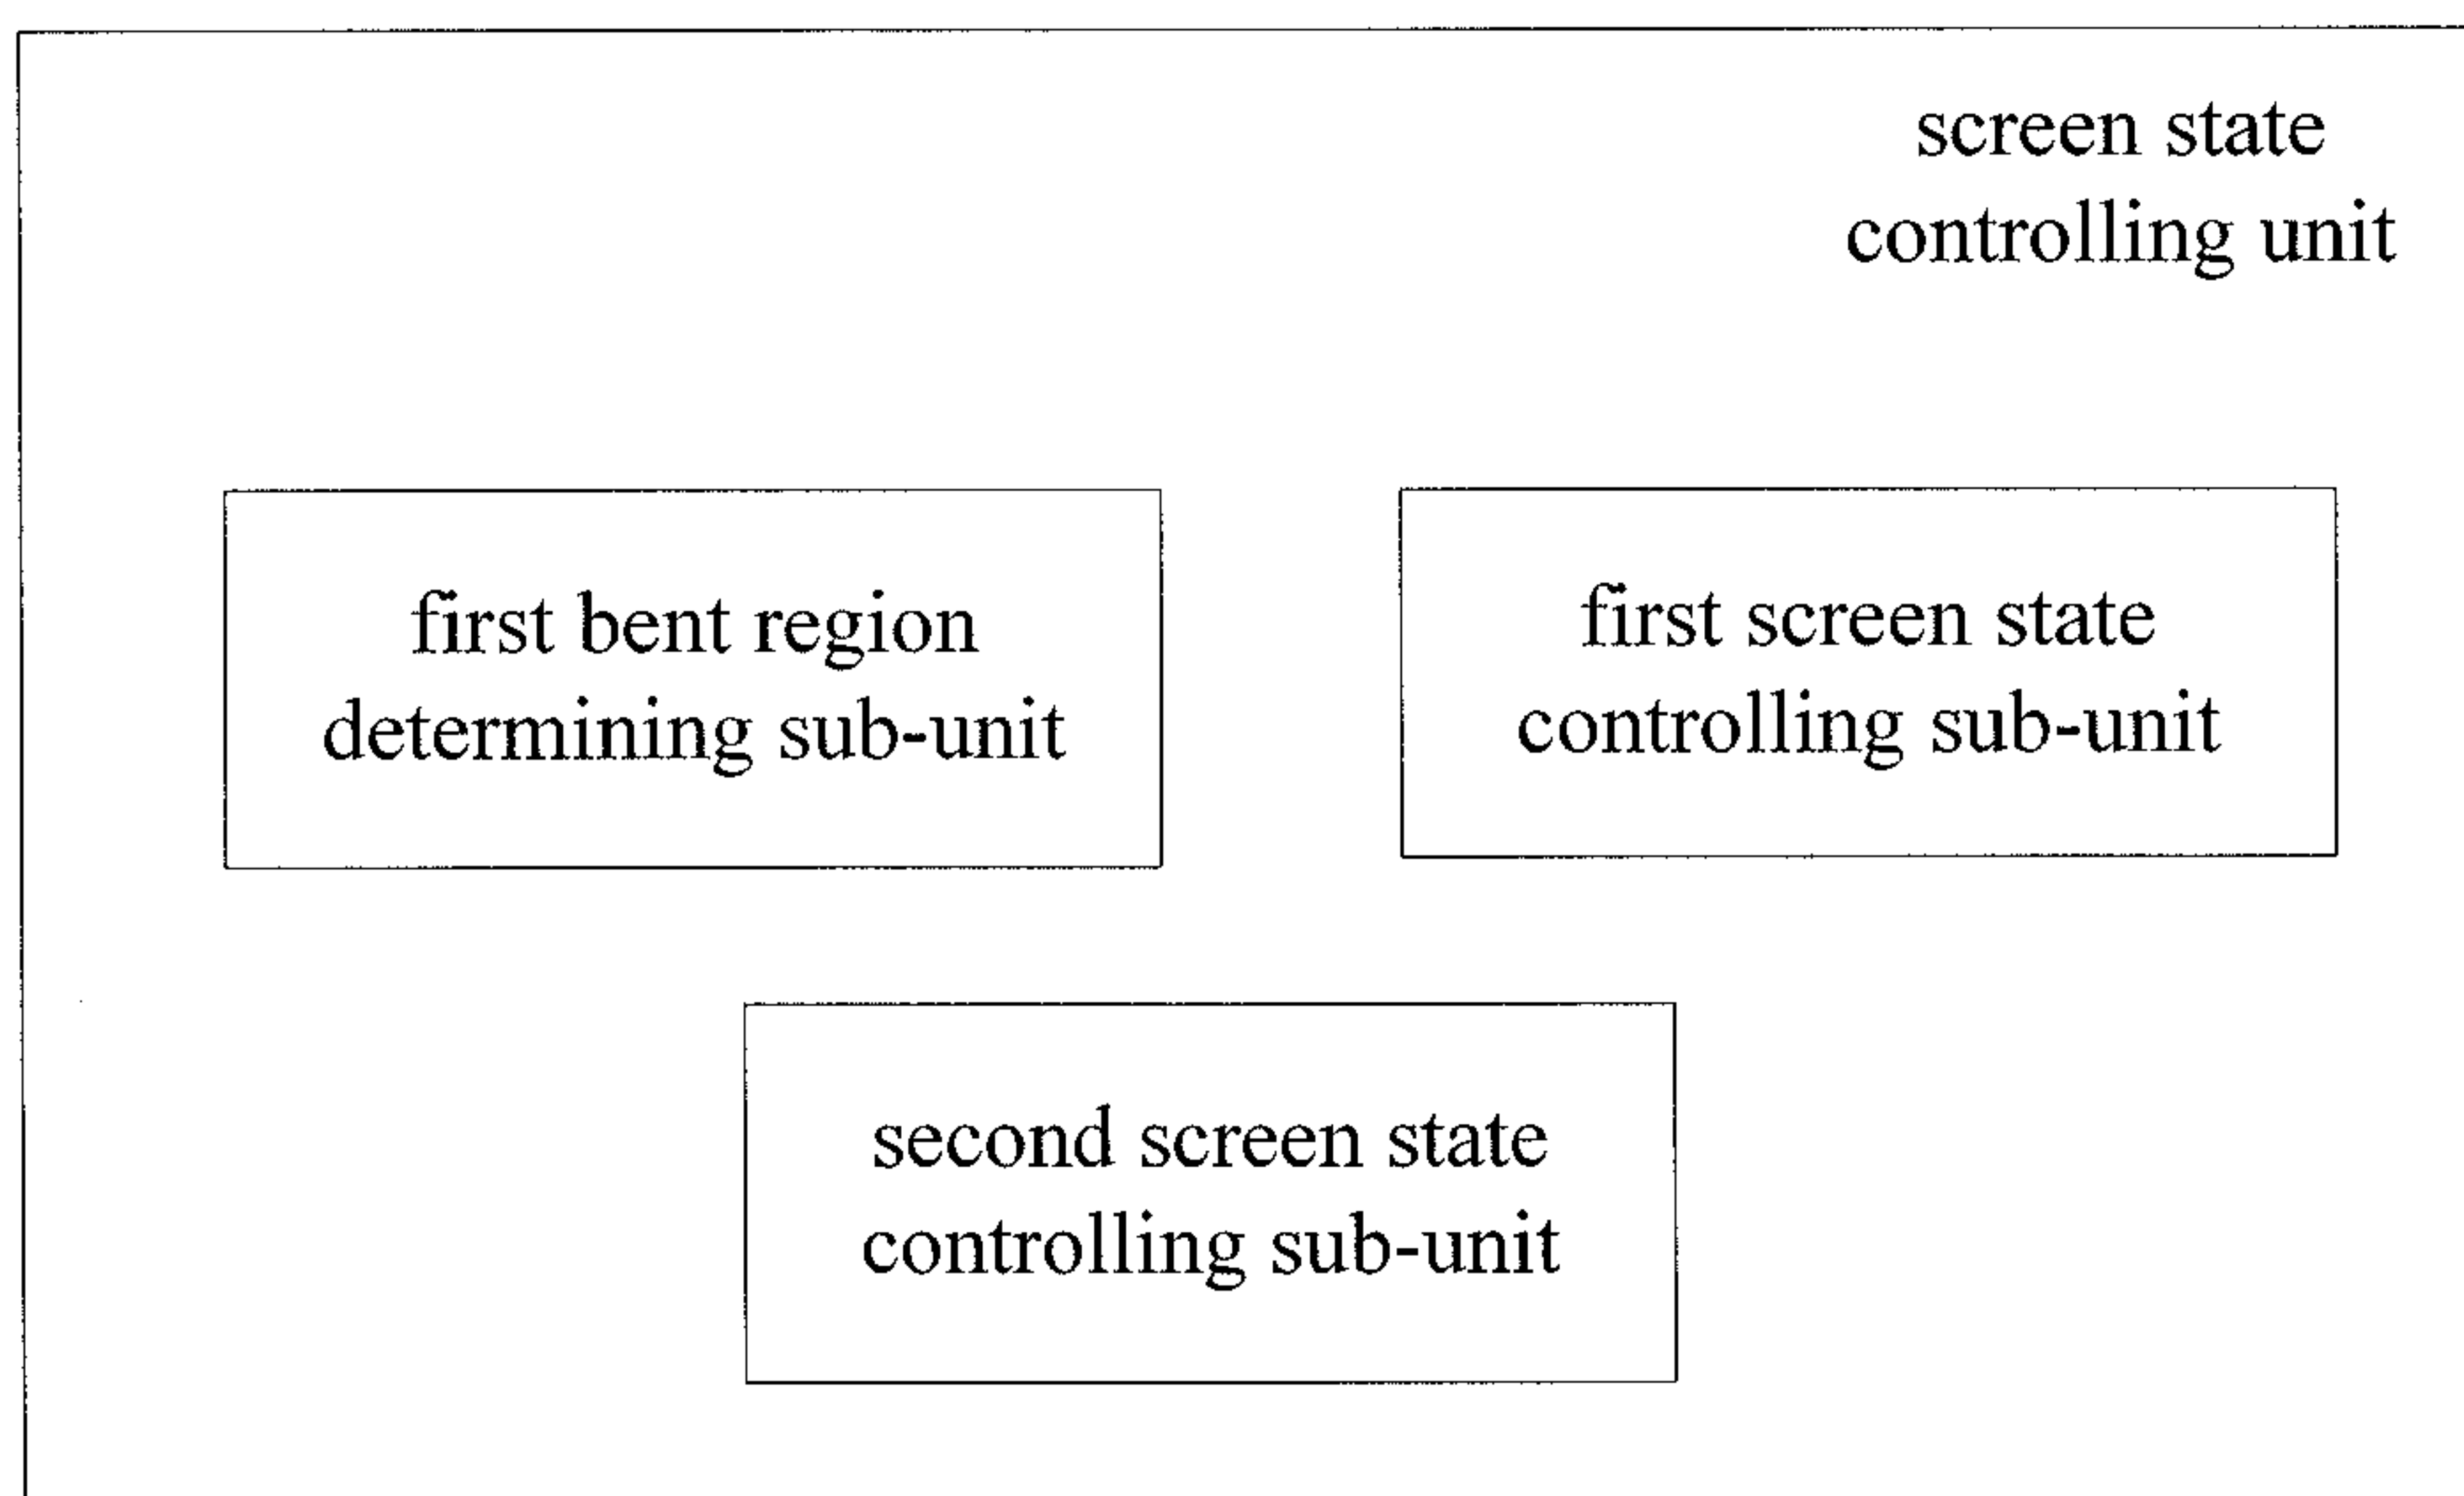 screen state
controlling unit
first bent region
determining sub-unit
first screen state
controlling sub-unit
second screen state
controlling sub-unit